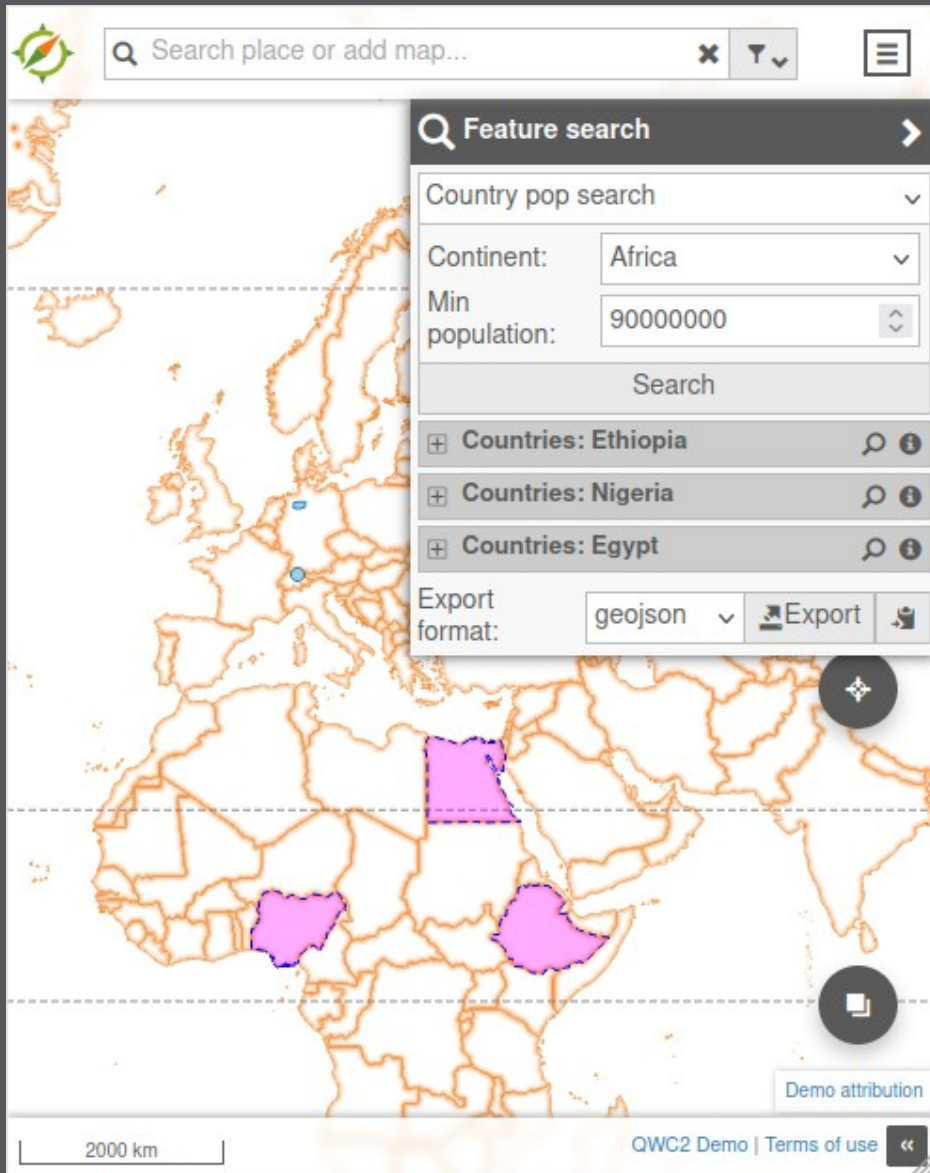 Search place or add map...
Feature search
Country pop search
Continent:
Africa
Min
population:
90000000
Search
Countries: Ethiopia
Countries: Nigeria
Countries: Egypt
Export
format:
geojson
Export
Demo attribution
2000 km
QWC2 Demo | Terms of use